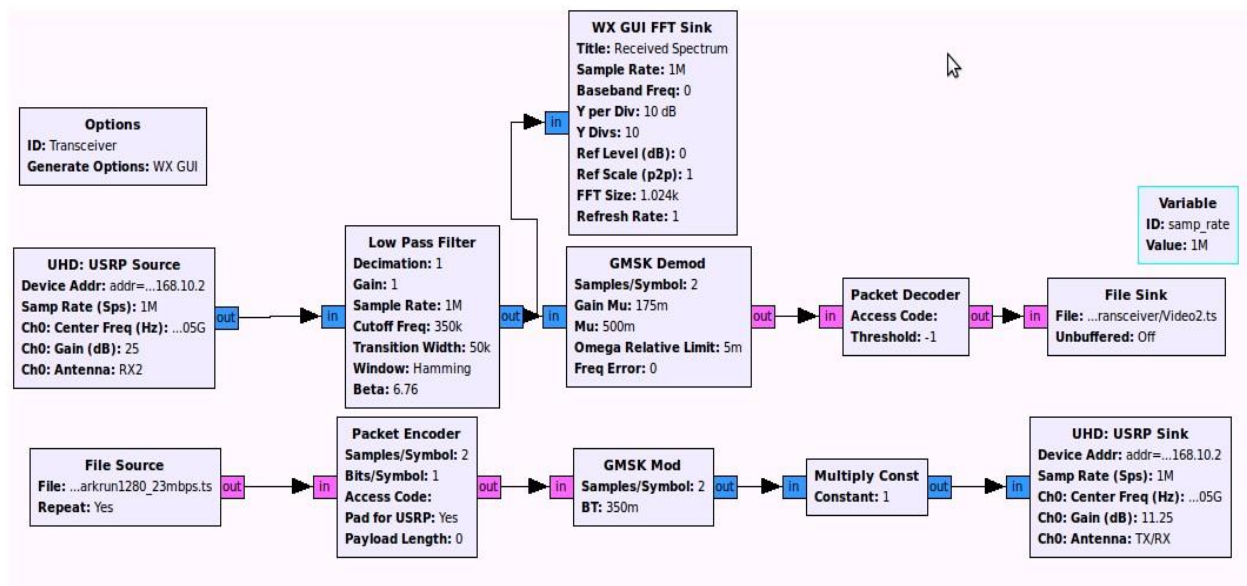 WX GUI FFT Sink
Title: Received Spectrum
Sample Rate: 1M
Baseband Freq: 0
Y per Div: 10 dB
Y Divs: 10
Ref Level (dB): 0
Ref Scale (p2p): 1
FFT Size: 1.024k
Refresh Rate: 1
in
Options
ID: Transceiver
Generate Options: WX GUI
Variable
ID: samp_rate
Value: 1M
UHD: USRP Source
Device Addr: addr=...168.10.2
Samp Rate (Sps): 1M
Ch0: Center Freq (Hz): ...05G
Ch0: Gain (dB): 25
Ch0: Antenna: RX2
out
in
Low Pass Filter
Decimation: 1
Gain: 1
Sample Rate: 1M
Cutoff Freq: 350k
Transition Width: 50k
Window: Hamming
Beta: 6.76
out
in
GMSK Demod
Samples/Symbol: 2
Gain Mu: 175m
Mu: 500m
Omega Relative Limit: 5m
Freq Error: 0
out
in
Packet Decoder
Access Code:
Threshold: -1
out
in
File Sink
File: ...ransceiver/Video2.ts
Unbuffered: Off
File Source
File: ...arkrun1280_23mbps.ts
Repeat: Yes
out
in
Packet Encoder
Samples/Symbol: 2
Bits/Symbol: 1
Access Code:
Pad for USRP: Yes
Payload Length: 0
out
in
GMSK Mod
Samples/Symbol: 2
BT: 350m
out
in
Multiply Const
Constant: 1
out
in
UHD: USRP Sink
Device Addr: addr=...168.10.2
Samp Rate (Sps): 1M
Ch0: Center Freq (Hz): ...05G
Ch0: Gain (dB): 11.25
Ch0: Antenna: TX/RX